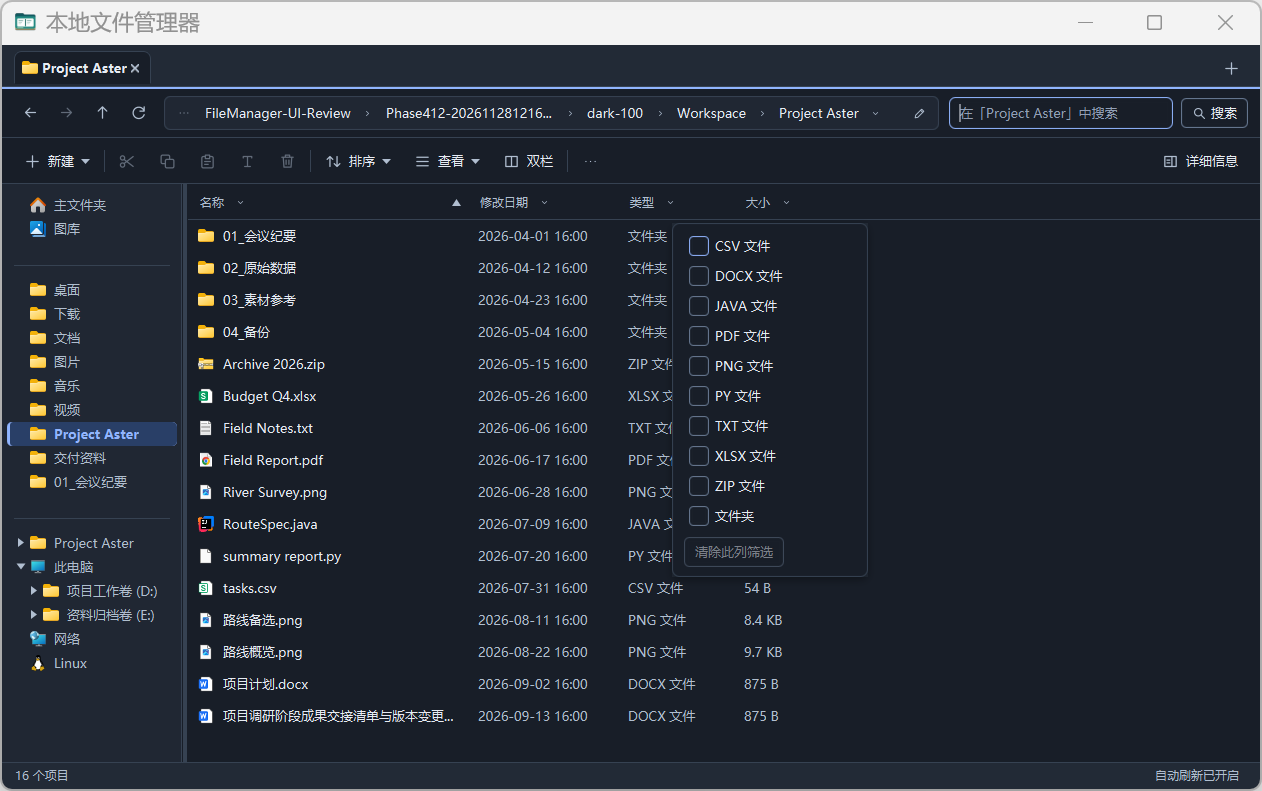 本地文件管理器
Project Aster
FileManager-UI-Review › Phase412-202611281216... › dark-100 › Workspace › Project Aster
在「Project Aster」中搜索
搜索
新建 排序 查看 双栏 ... 详细信息
主文件夹
图库
桌面
下载
文档
图片
音乐
视频
Project Aster
交付资料
01_会议纪要
Project Aster
此电脑
项目工作卷 (D:)
资料归档卷 (E:)
网络
Linux
名称 修改日期 类型 大小
01_会议纪要 2026-04-01 16:00 文件夹
02_原始数据 2026-04-12 16:00 文件夹
03_素材参考 2026-04-23 16:00 文件夹
04_备份 2026-05-04 16:00 文件夹
Archive 2026.zip 2026-05-15 16:00 ZIP 文件
Budget Q4.xlsx 2026-05-26 16:00 XLSX 文
Field Notes.txt 2026-06-06 16:00 TXT 文件
Field Report.pdf 2026-06-17 16:00 PDF 文件
River Survey.png 2026-06-28 16:00 PNG 文
RouteSpec.java 2026-07-09 16:00 JAVA 文
summary report.py 2026-07-20 16:00 PY 文件
tasks.csv 2026-07-31 16:00 CSV 文件 54 B
路线备选.png 2026-08-11 16:00 PNG 文件 8.4 KB
路线概览.png 2026-08-22 16:00 PNG 文件 9.7 KB
项目计划.docx 2026-09-02 16:00 DOCX 文件 875 B
项目调研阶段成果交接清单与版本变更... 2026-09-13 16:00 DOCX 文件 875 B
CSV 文件
DOCX 文件
JAVA 文件
PDF 文件
PNG 文件
PY 文件
TXT 文件
XLSX 文件
ZIP 文件
文件夹
清除此列筛选
16 个项目
自动刷新已开启